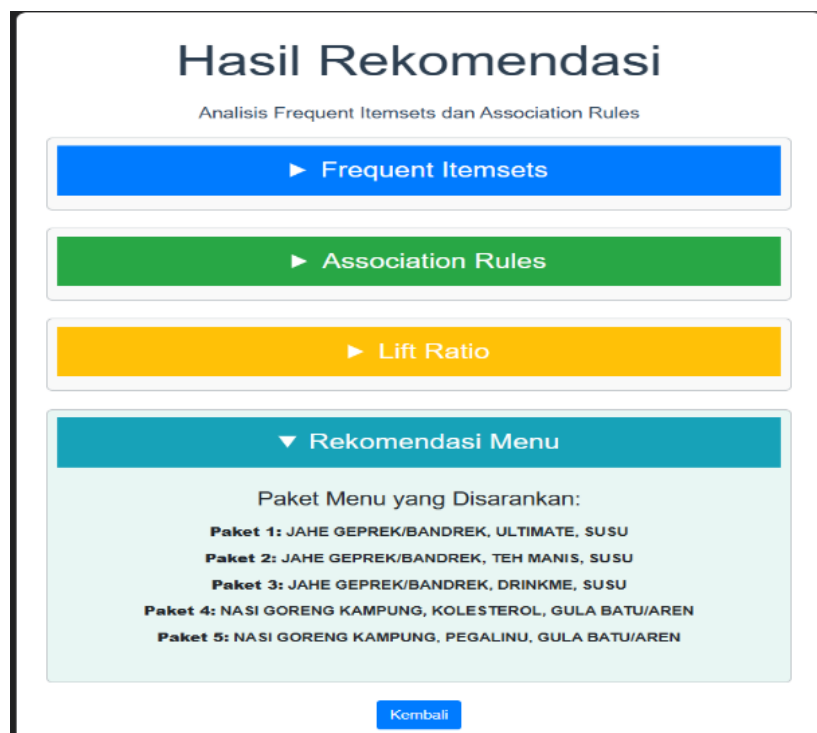 Hasil Rekomendasi
Analisis Frequent Itemsets dan Association Rules
► Frequent Itemsets
► Association Rules
► Lift Ratio
▼ Rekomendasi Menu
Paket Menu yang Disarankan:
Paket 1: JAHE GEPREK/BANDREK, ULTIMATE, SUSU
Paket 2: JAHE GEPREK/BANDREK, TEH MANIS, SUSU
Paket 3: JAHE GEPREK/BANDREK, DRINKME, SUSU
Paket 4: NASI GORENG KAMPUNG, KOLESTEROL, GULA BATU/AREN
Paket 5: NASI GORENG KAMPUNG, PEGALINU, GULA BATU/AREN
Kembali